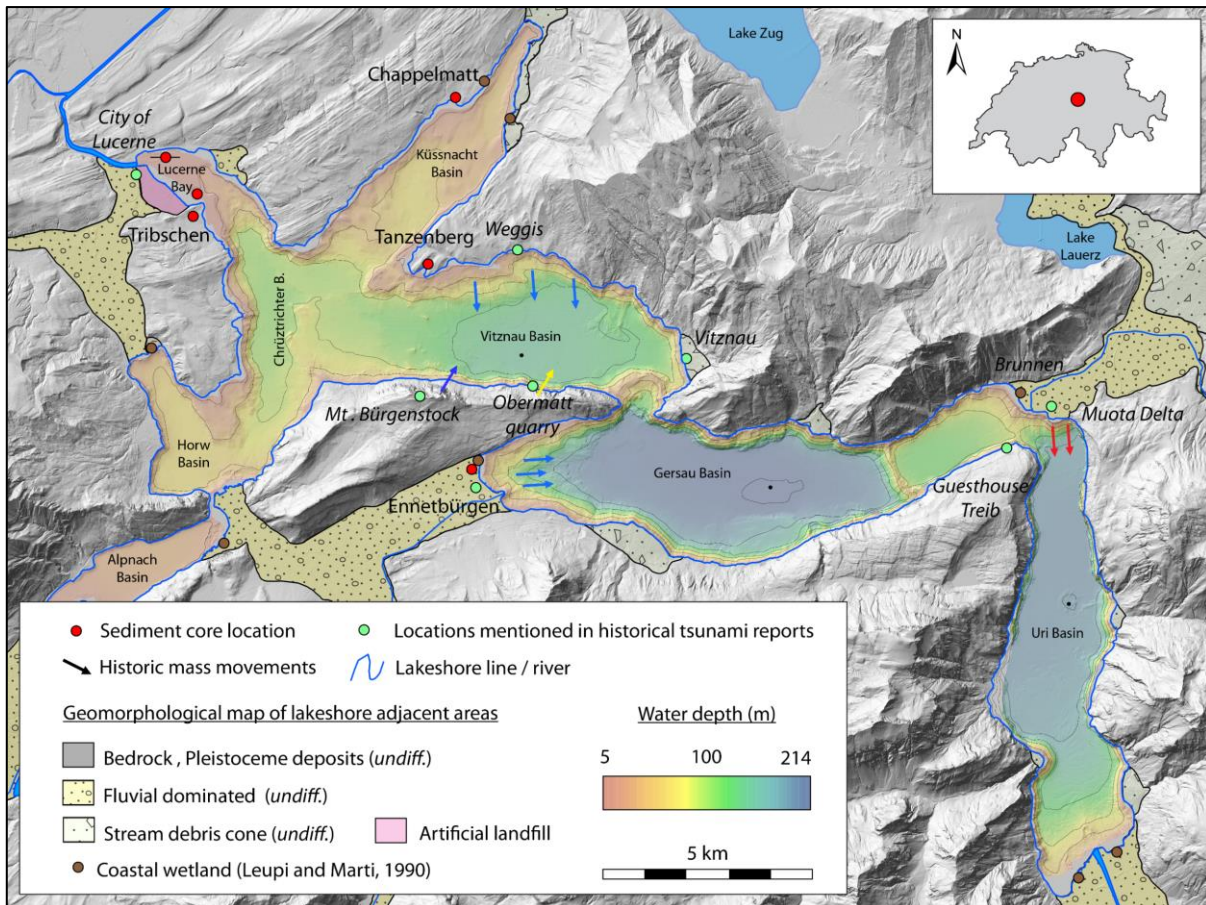 Lake Zug
N
Chappelmatt
City of
Lucerne
Küssnacht
Basin
Lucerne
Bay
Tribschen
Tanzenberg
Weggis
Lake
Lauerz
Chrüztrichter B.
Vitznau Basin
Vitznau
Brunnen
Mt. Bürgenstock
Obermatt
quarry
Muota Delta
Horw
Basin
Gersau Basin
Ennetbürgen
Guesthouse
Treib
Alpnach
Basin
Uri Basin
Sediment core location
Locations mentioned in historical tsunami reports
Historic mass movements
Lakeshore line / river
Geomorphological map of lakeshore adjacent areas
Water depth (m)
5 100 214
Bedrock , Pleistoceme deposits (undiff.)
Fluvial dominated (undiff.)
Stream debris cone (undiff.)
Artificial landfill
5 km
Coastal wetland (Leupi and Marti, 1990)